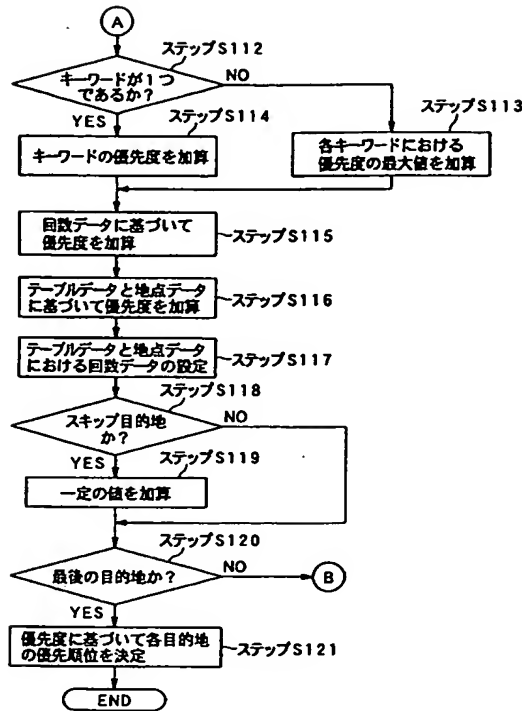 A
ステップS112
キーワードが1つ
であるか?
NO
YES
ステップS114
ステップS113
キーワードの優先度を加算
各キーワードにおける
優先度の最大値を加算
回数データに基づいて
優先度を加算
ステップS115
テーブルデータと地点データ
に基づいて優先度を加算
ステップS116
テーブルデータと地点データ
における回数データの設定
ステップS117
ステップS118
スキップ目的地
か?
NO
YES
ステップS119
一定の値を加算
ステップS120
最後の目的地か?
NO
B
YES
優先度に基づいて各目的地
の優先順位を決定
ステップS121
END